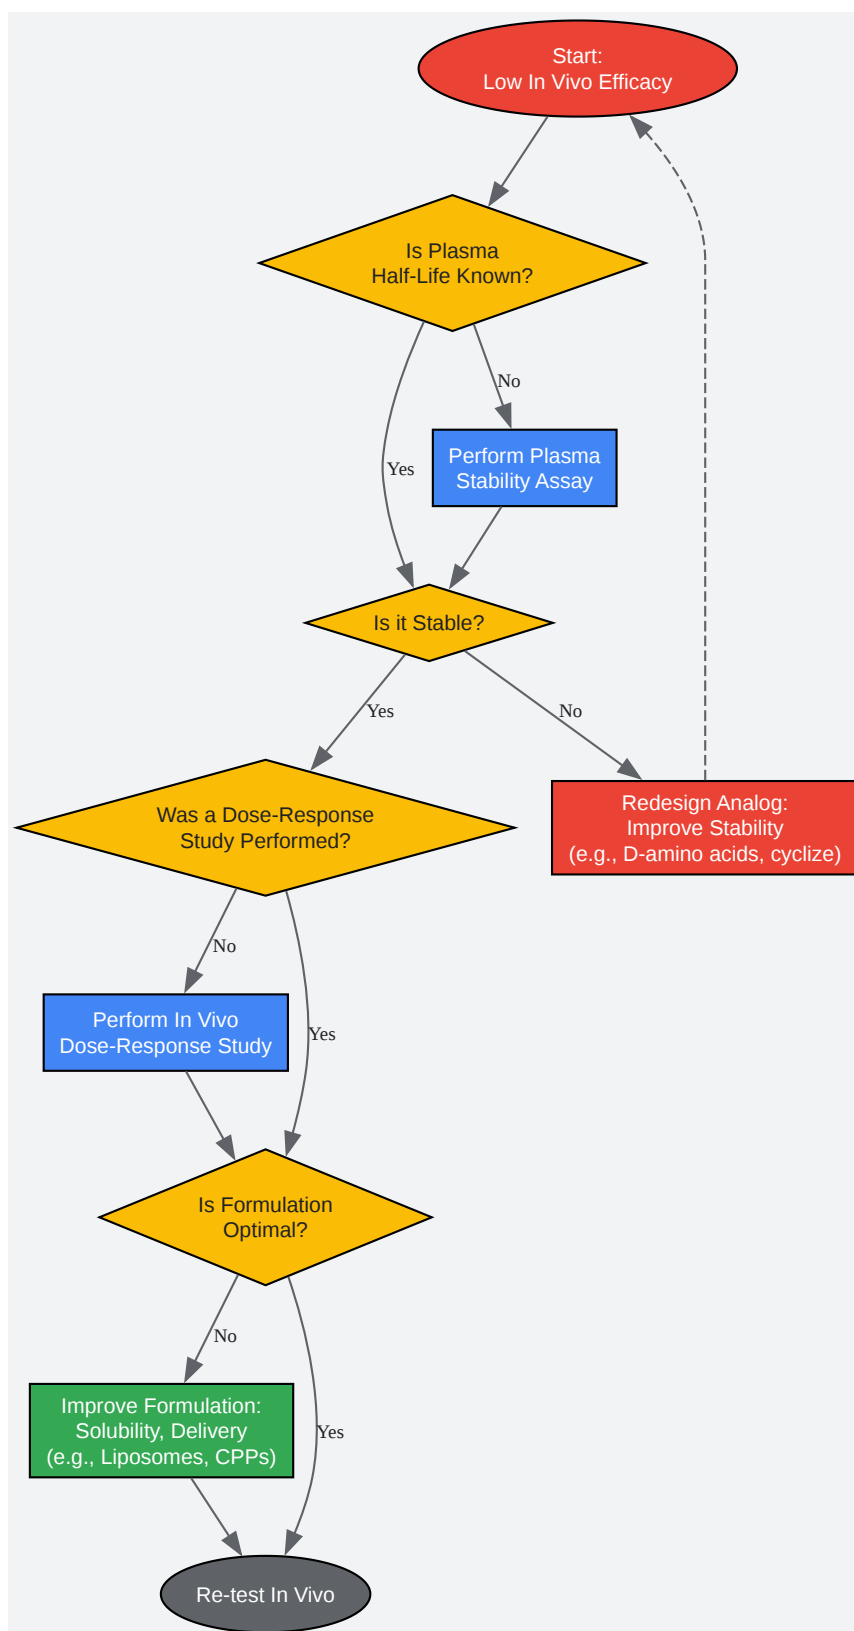 Start:
Low In Vivo Efficacy
Is Plasma
Half-Life Known?
No
Yes
Perform Plasma
Stability Assay
Is it Stable?
Yes
No
Was a Dose-Response
Study Performed?
Redesign Analog:
Improve Stability
(e.g., D-amino acids, cyclize)
No
Yes
Perform In Vivo
Dose-Response Study
Is Formulation
Optimal?
No
Yes
Improve Formulation:
Solubility, Delivery
(e.g., Liposomes, CPPs)
Re-test In Vivo